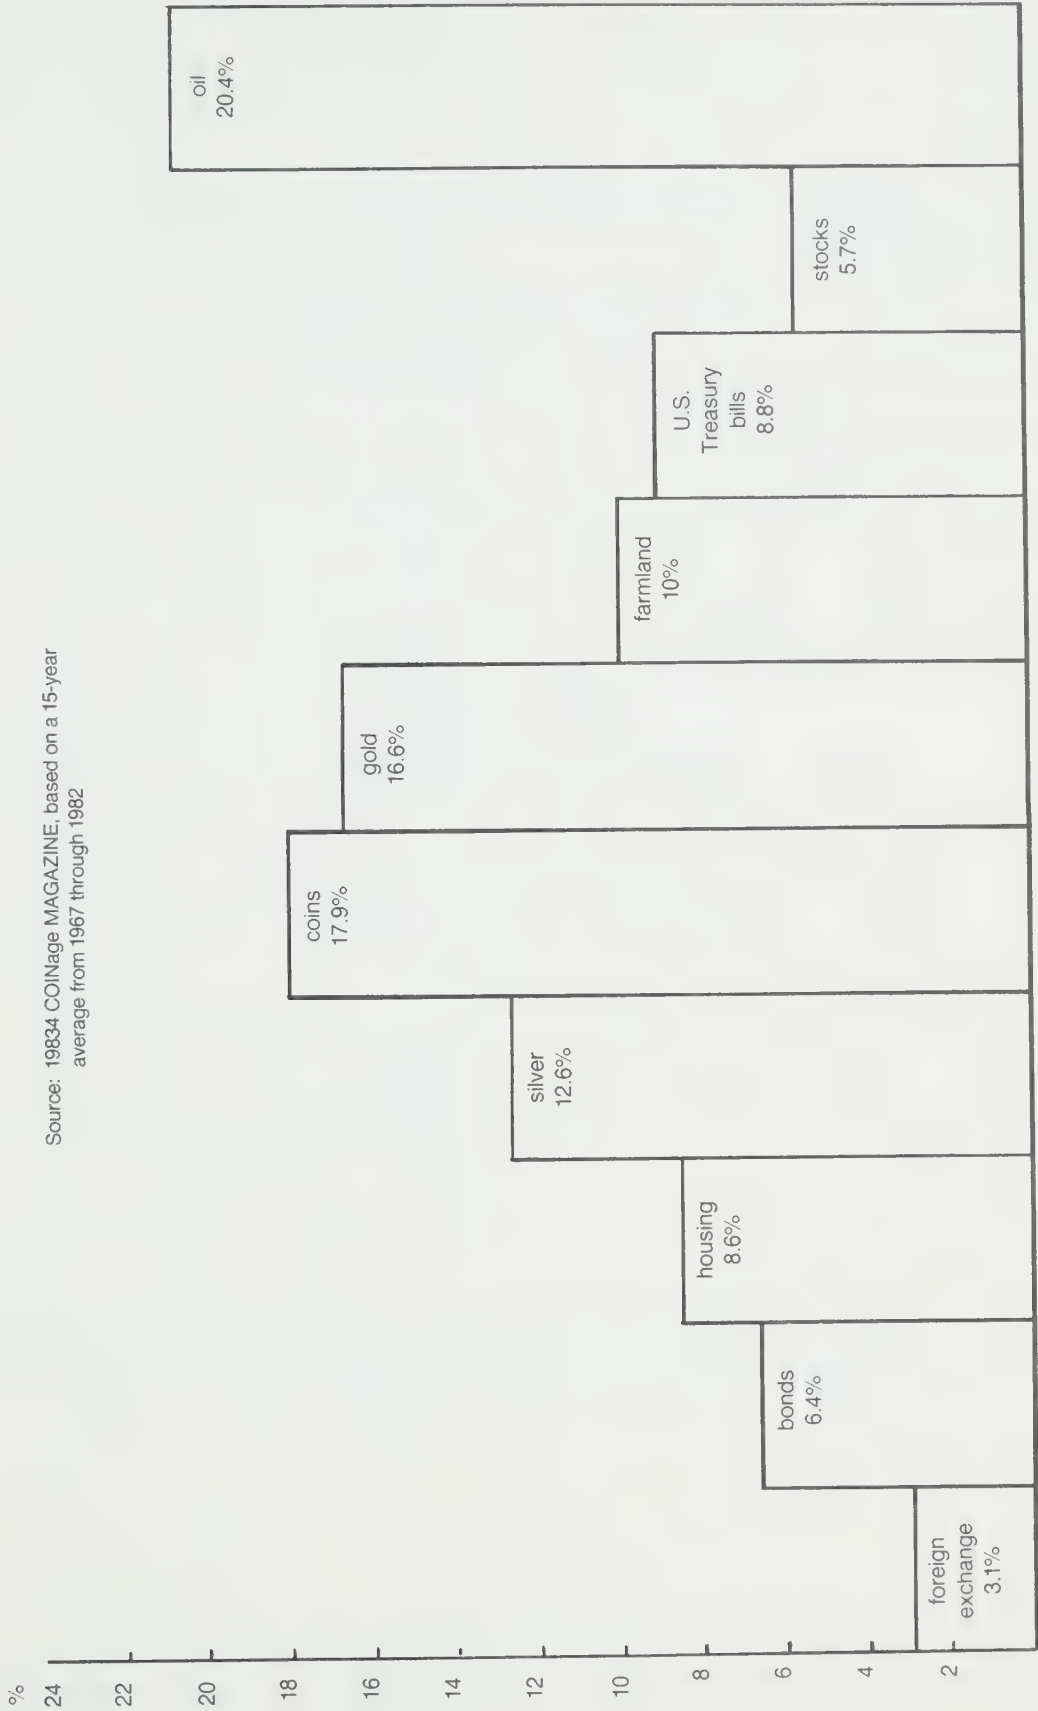 Source: 19834 COINage MAGAZINE, based on a 15-year
average from 1967 through 1982
%
24
22
20
18
16
14
12
10
8
6
4
2
foreign
exchange
3.1%
bonds
6.4%
housing
8.6%
silver
12.6%
coins
17.9%
gold
16.6%
farmland
10%
U.S.
Treasury
bills
8.8%
stocks
5.7%
oil
20.4%